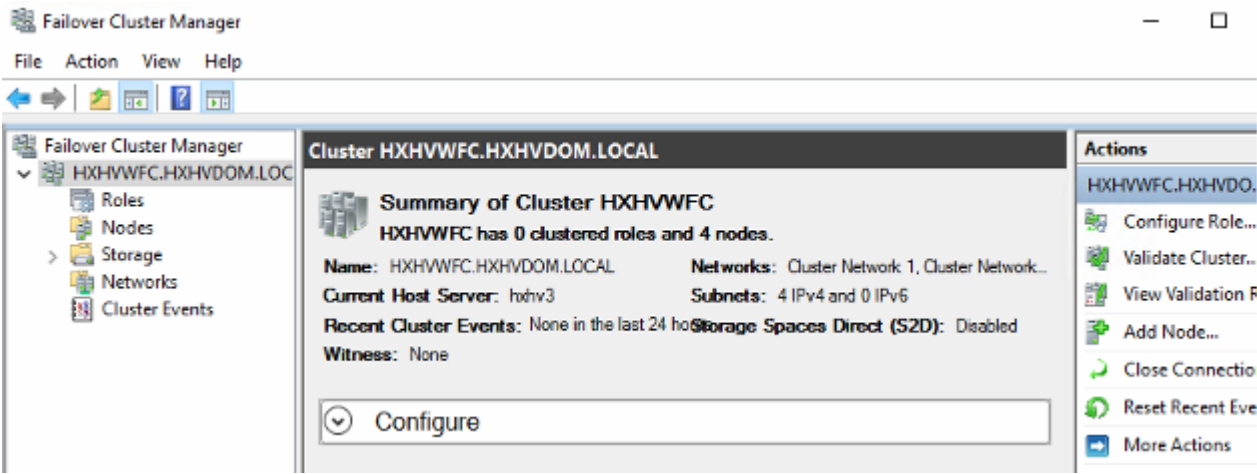 Failover Cluster Manager
File Action View Help
Failover Cluster Manager
HXHVWFC.HXHVDOM.LOC
Roles
Nodes
Storage
Networks
Cluster Events
Cluster HXHVWFC.HXHVDOM.LOCAL
Summary of Cluster HXHVWFC
HXHVWFC has 0 clustered roles and 4 nodes.
Name: HXHVWFC.HXHVDOM.LOCAL Networks: Cluster Network 1, Cluster Network...
Current Host Server: hxhv3 Subnets: 4 IPv4 and 0 IPv6
Recent Cluster Events: None in the last 24 ho Storage Spaces Direct (S2D): Disabled
Witness: None
Configure
Actions
HXHVWFC.HXHVDO.
Configure Role...
Validate Cluster..
View Validation R
Add Node...
Close Connectio
Reset Recent Eve
More Actions